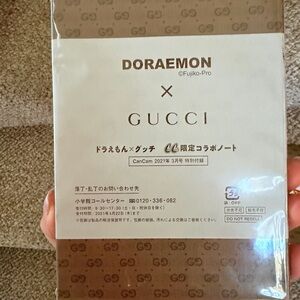 DORAEMON
©Fujiko-Pro
×
GUCCI
ドラえもん×グッチ CC限定コラボノート
CanCam 2021年3月号 特別付録
落丁・乱丁のお問い合わせ先
小学館コールセンター 0120-336-082
DO NOT RESELL